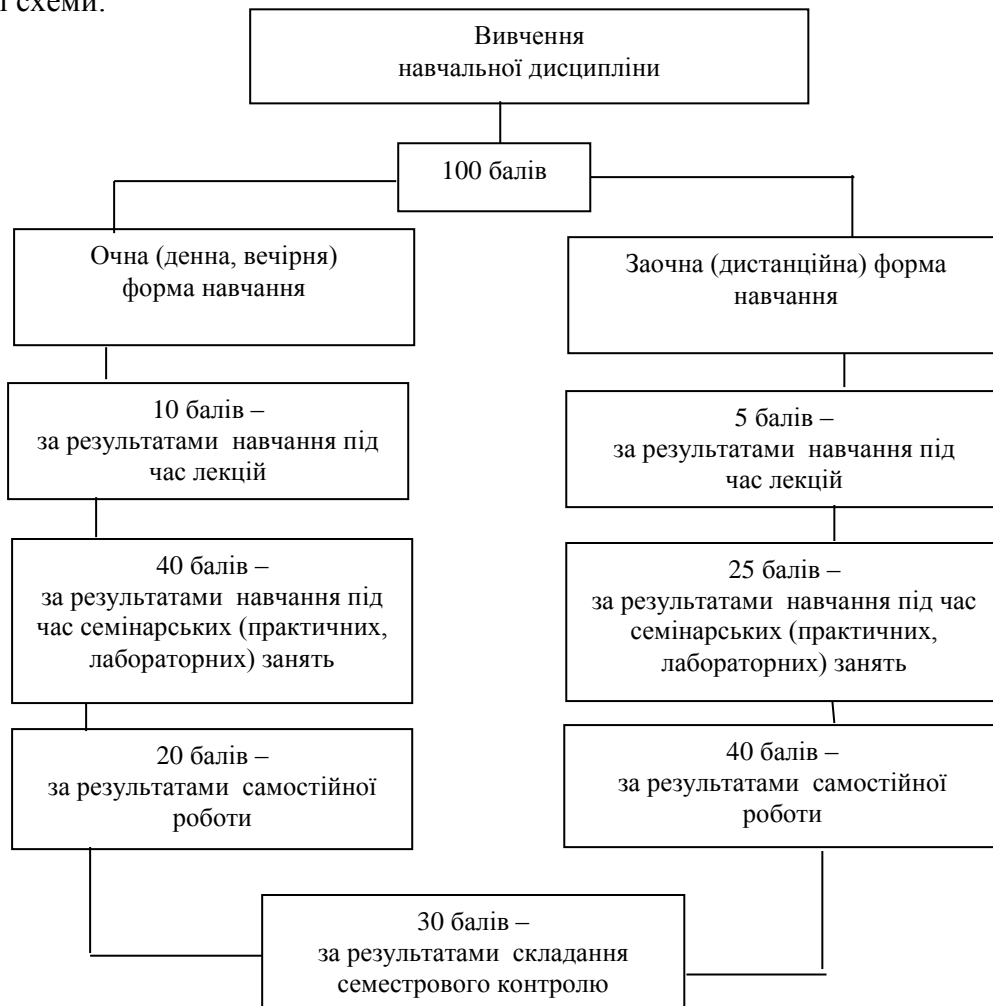 і схеми.
Вивчення
навчальної дисципліни
100 балів
Очна (денна, вечірня)
форма навчання
Заочна (дистанційна) форма
навчання
10 балів –
за результатами навчання під
час лекцій
5 балів –
за результатами навчання під
час лекцій
40 балів –
за результатами навчання під
час семінарських (практичних,
лабораторних) занять
25 балів –
за результатами навчання під час
семінарських (практичних,
лабораторних) занять
20 балів –
за результатами самостійної
роботи
40 балів –
за результатами самостійної
роботи
30 балів –
за результатами складання
семестрового контролю